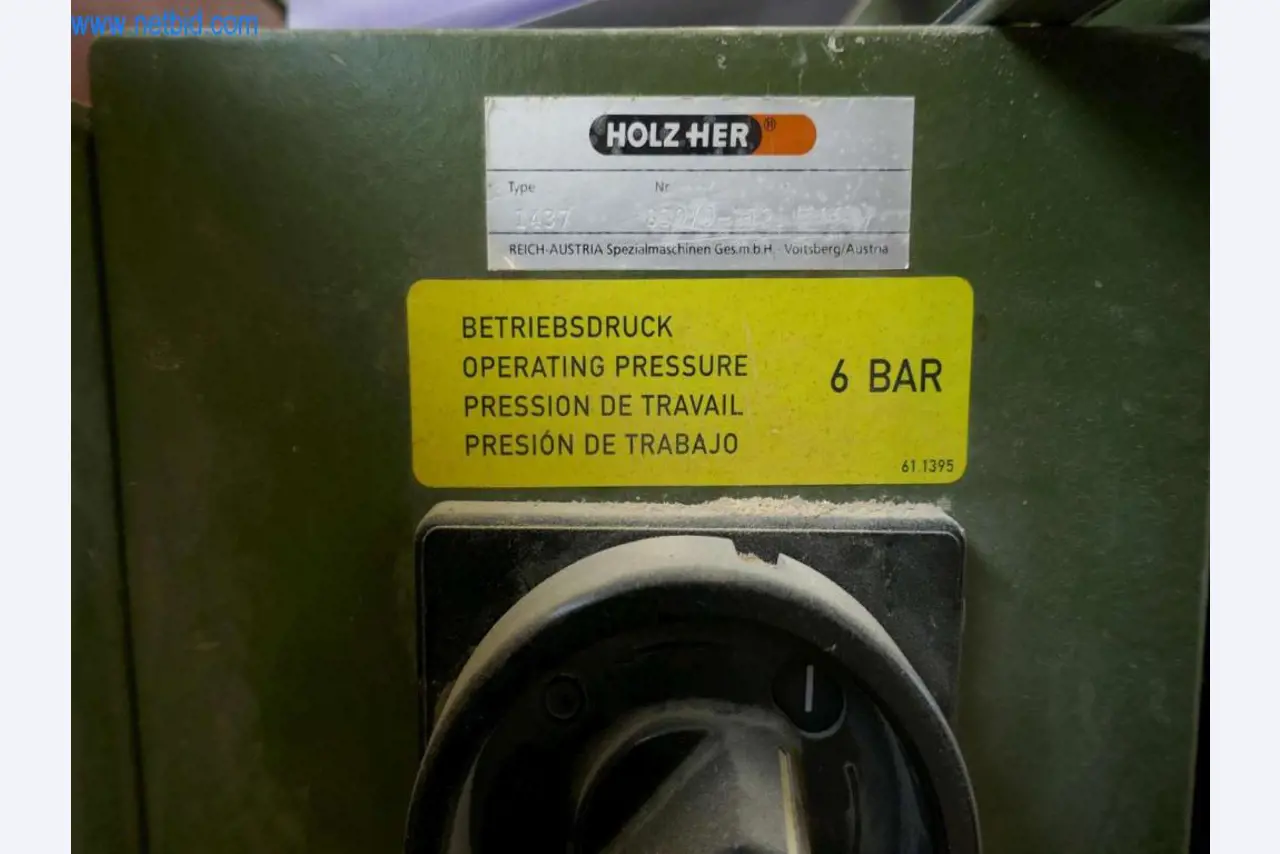 www.netbid.com
HOLZ-HER®
Type Nr
1437
REICH-AUSTRIA Spezialmaschinen Ges.m.b.H. Voitsberg/Austria
BETRIEBSDRUCK
OPERATING PRESSURE
PRESSION DE TRAVAIL
PRESIÓN DE TRABAJO
6 BAR
61.1395